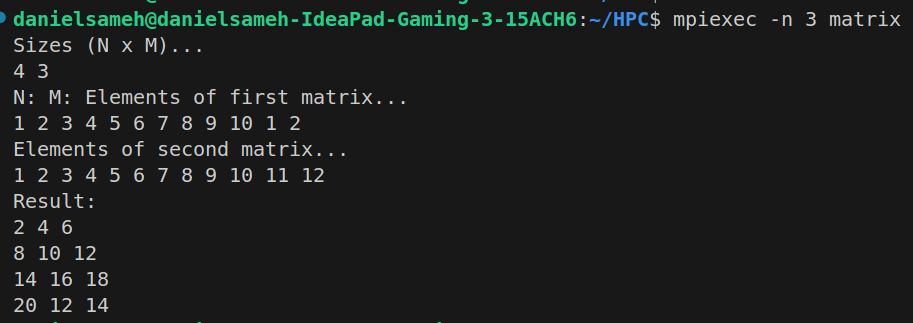 danielsameh@danielsameh-IdeaPad-Gaming-3-15ACH6:~/HPC$ mpiexec -n 3 matrix
Sizes (N x M)...
4 3
N: M: Elements of first matrix...
1 2 3 4 5 6 7 8 9 10 1 2
Elements of second matrix...
1 2 3 4 5 6 7 8 9 10 11 12
Result:
2 4 6
8 10 12
14 16 18
20 12 14